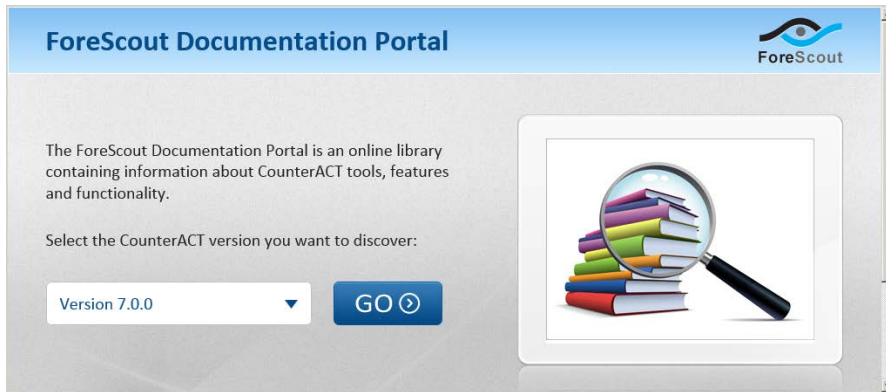 ForeScout Documentation Portal
ForeScout
The ForeScout Documentation Portal is an online library
containing information about CounterACT tools, features
and functionality.
Select the CounterACT version you want to discover:
Version 7.0.0
GO